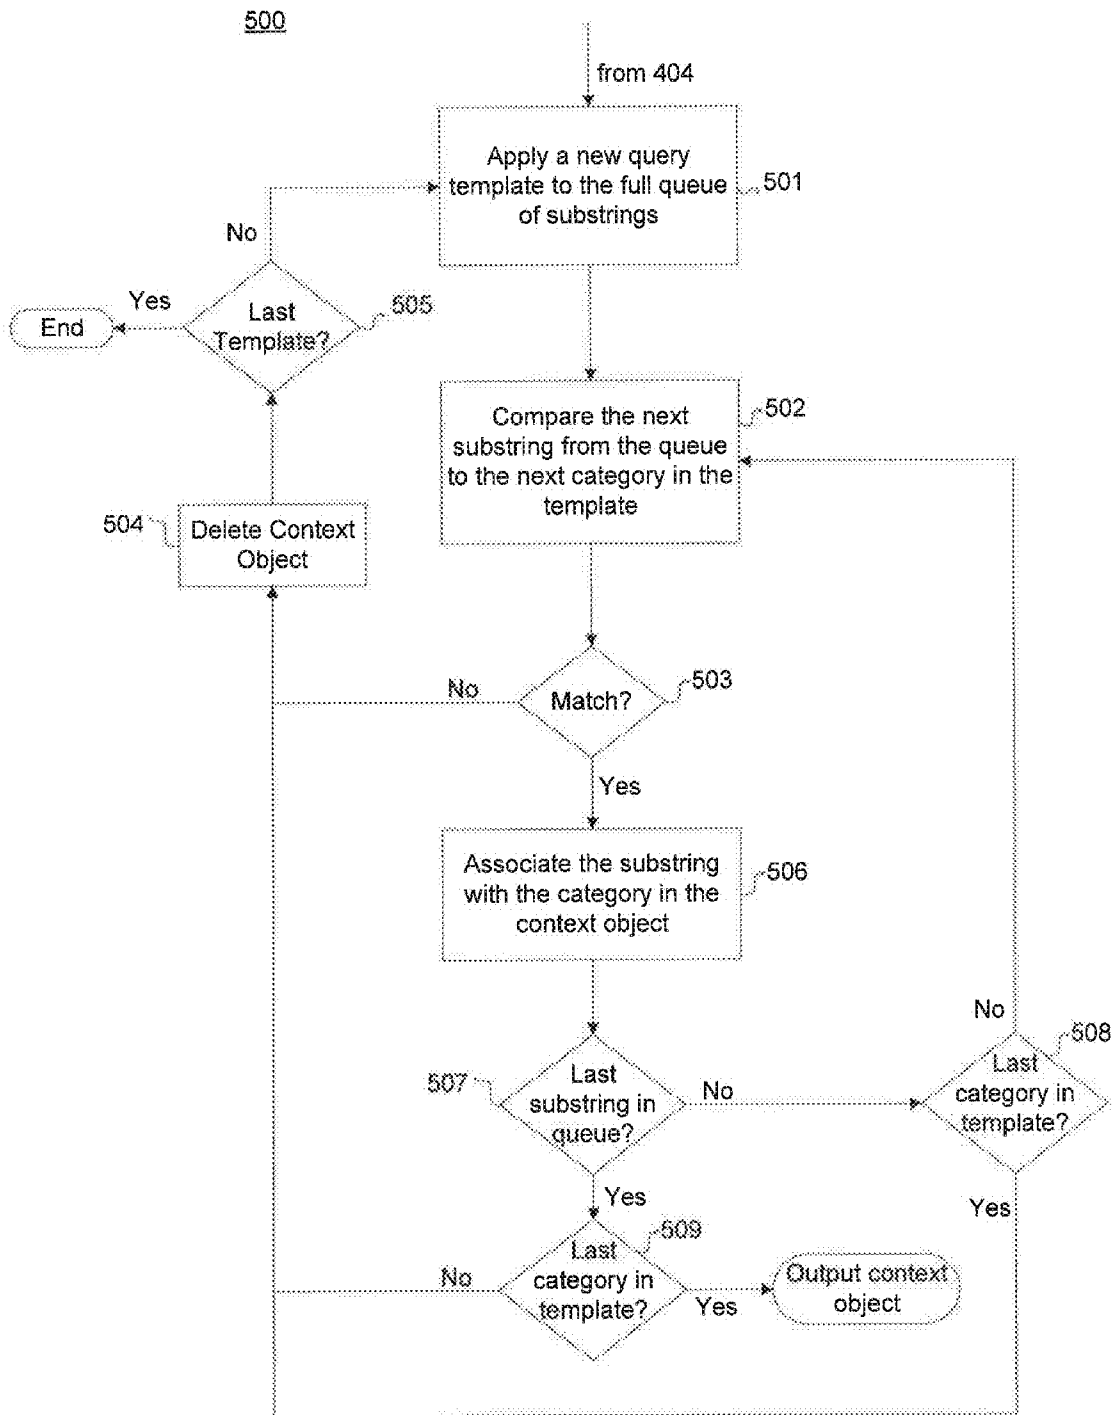 500
from 404
Apply a new query
template to the full queue
of substrings
501
No
Yes
End
Last
Template?
505
Compare the next
substring from the queue
to the next category in the
template
502
504
Delete Context
Object
No
Match?
503
Yes
Associate the substring
with the category in the
context object
506
No
508
507
Last
substring in
queue?
No
Last
category in
template?
Yes
Yes
509
Last
category in
template?
No
Yes
Output context
object